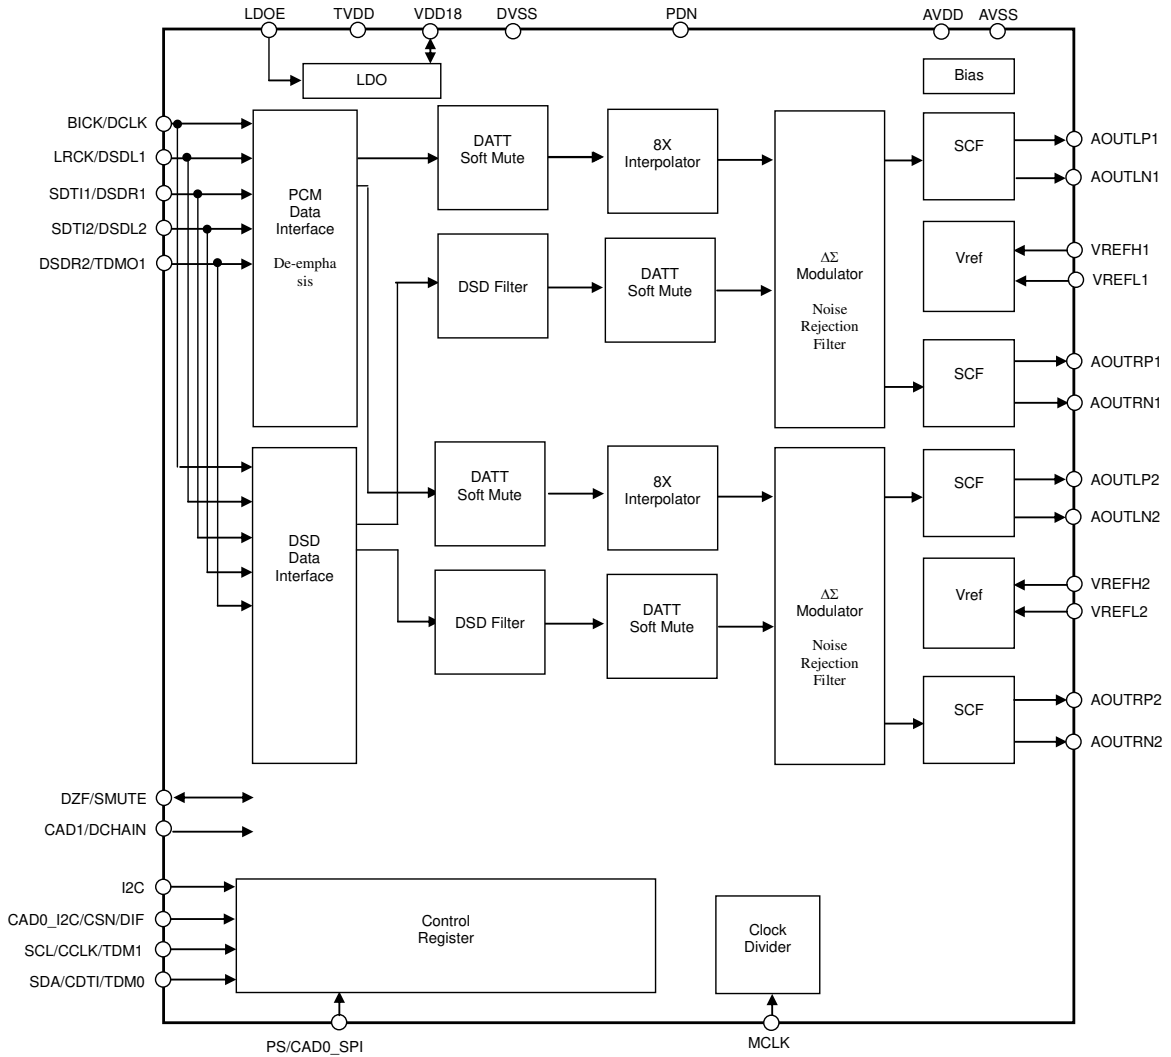 LDOE
TVDD
VDD18
DVSS
PDN
AVDD
AVSS
LDO
Bias
BICK/DCLK
LRCK/DSDL1
SDTI1/DSDR1
SDTI2/DSDL2
DSDR2/TDMO1
PCM
Data
Interface
De-empha
sis
DATT
Soft Mute
8X
Interpolator
DSD Filter
DATT
Soft Mute
ΔΣ
Modulator
Noise
Rejection
Filter
SCF
AOUTLP1
AOUTLN1
Vref
VREFH1
VREFL1
SCF
AOUTRP1
AOUTRN1
DSD
Data
Interface
DATT
Soft Mute
8X
Interpolator
DSD Filter
DATT
Soft Mute
ΔΣ
Modulator
Noise
Rejection
Filter
SCF
AOUTLP2
AOUTLN2
Vref
VREFH2
VREFL2
SCF
AOUTRP2
AOUTRN2
DZF/SMUTE
CAD1/DCHAIN
I2C
CAD0_I2C/CSN/DIF
SCL/CCLK/TDM1
SDA/CDTI/TDM0
Control
Register
Clock
Divider
PS/CAD0_SPI
MCLK